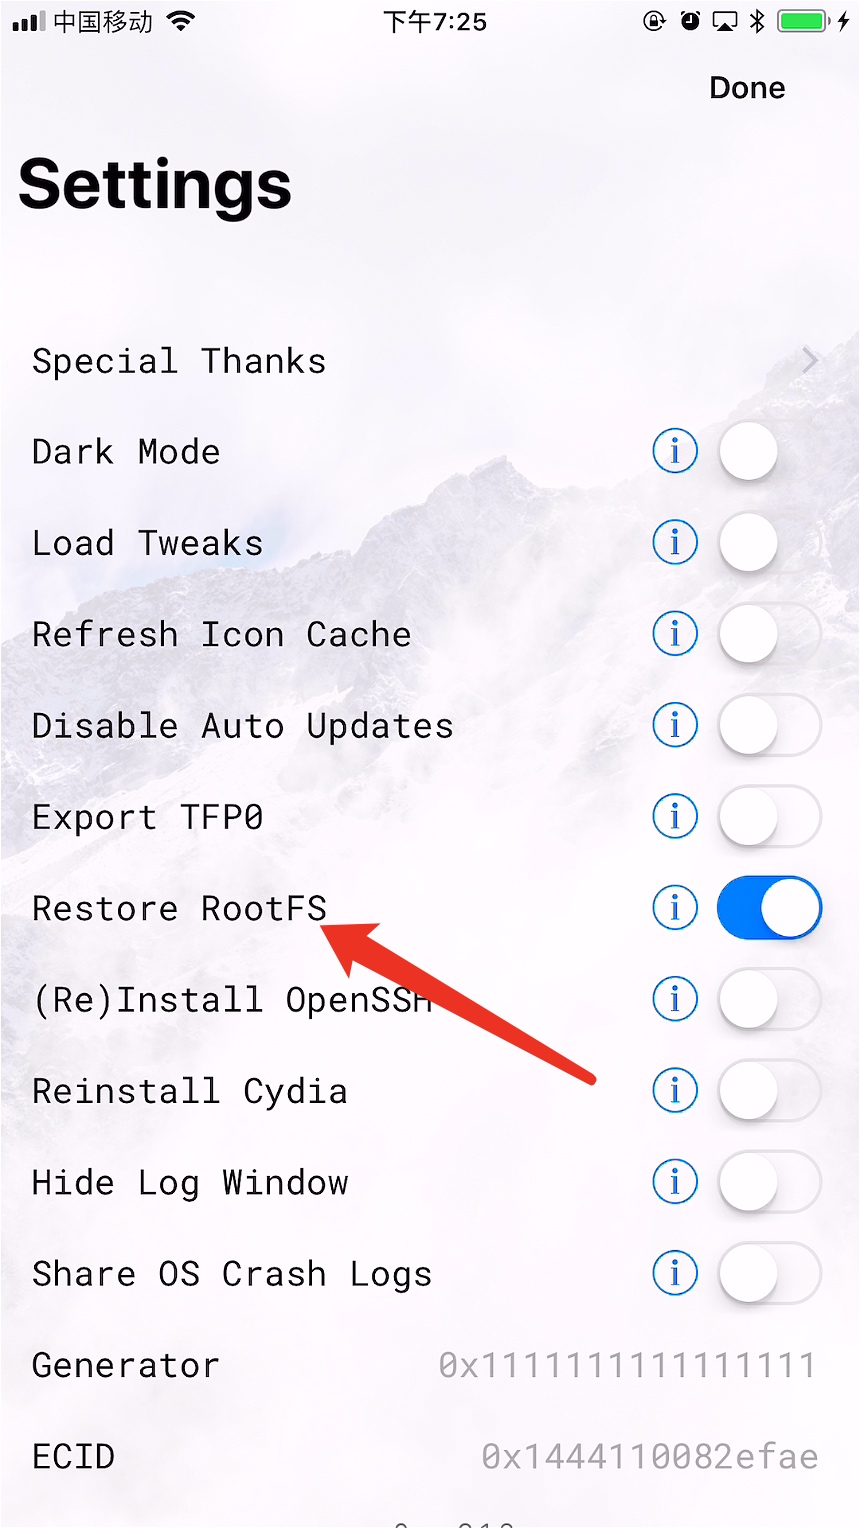 中国移动 下午7:25
Done
Settings
Special Thanks
Dark Mode
Load Tweaks
Refresh Icon Cache
Disable Auto Updates
Export TFP0
Restore RootFS
(Re)Install OpenSSH
Reinstall Cydia
Hide Log Window
Share OS Crash Logs
Generator 0x1111111111111111
ECID 0x1444110082efae